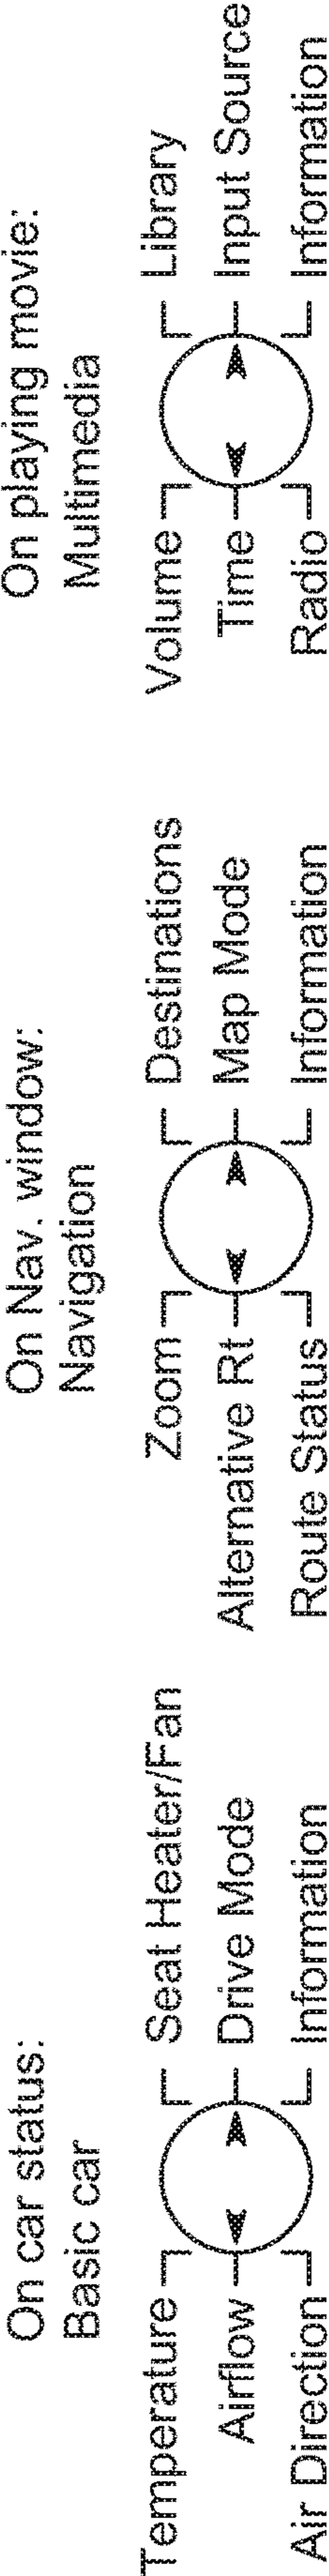 On car status:
Basic car
Temperature
Airflow
Air Direction
Seat Heater/Fan
Drive Mode
Information
On Nav. window:
Navigation
Zoom
Alternative Rt
Route Status
Destinations
Map Mode
Information
On playing movie:
Multimedia
Volume
Time
Radio
Library
Input Source
Information